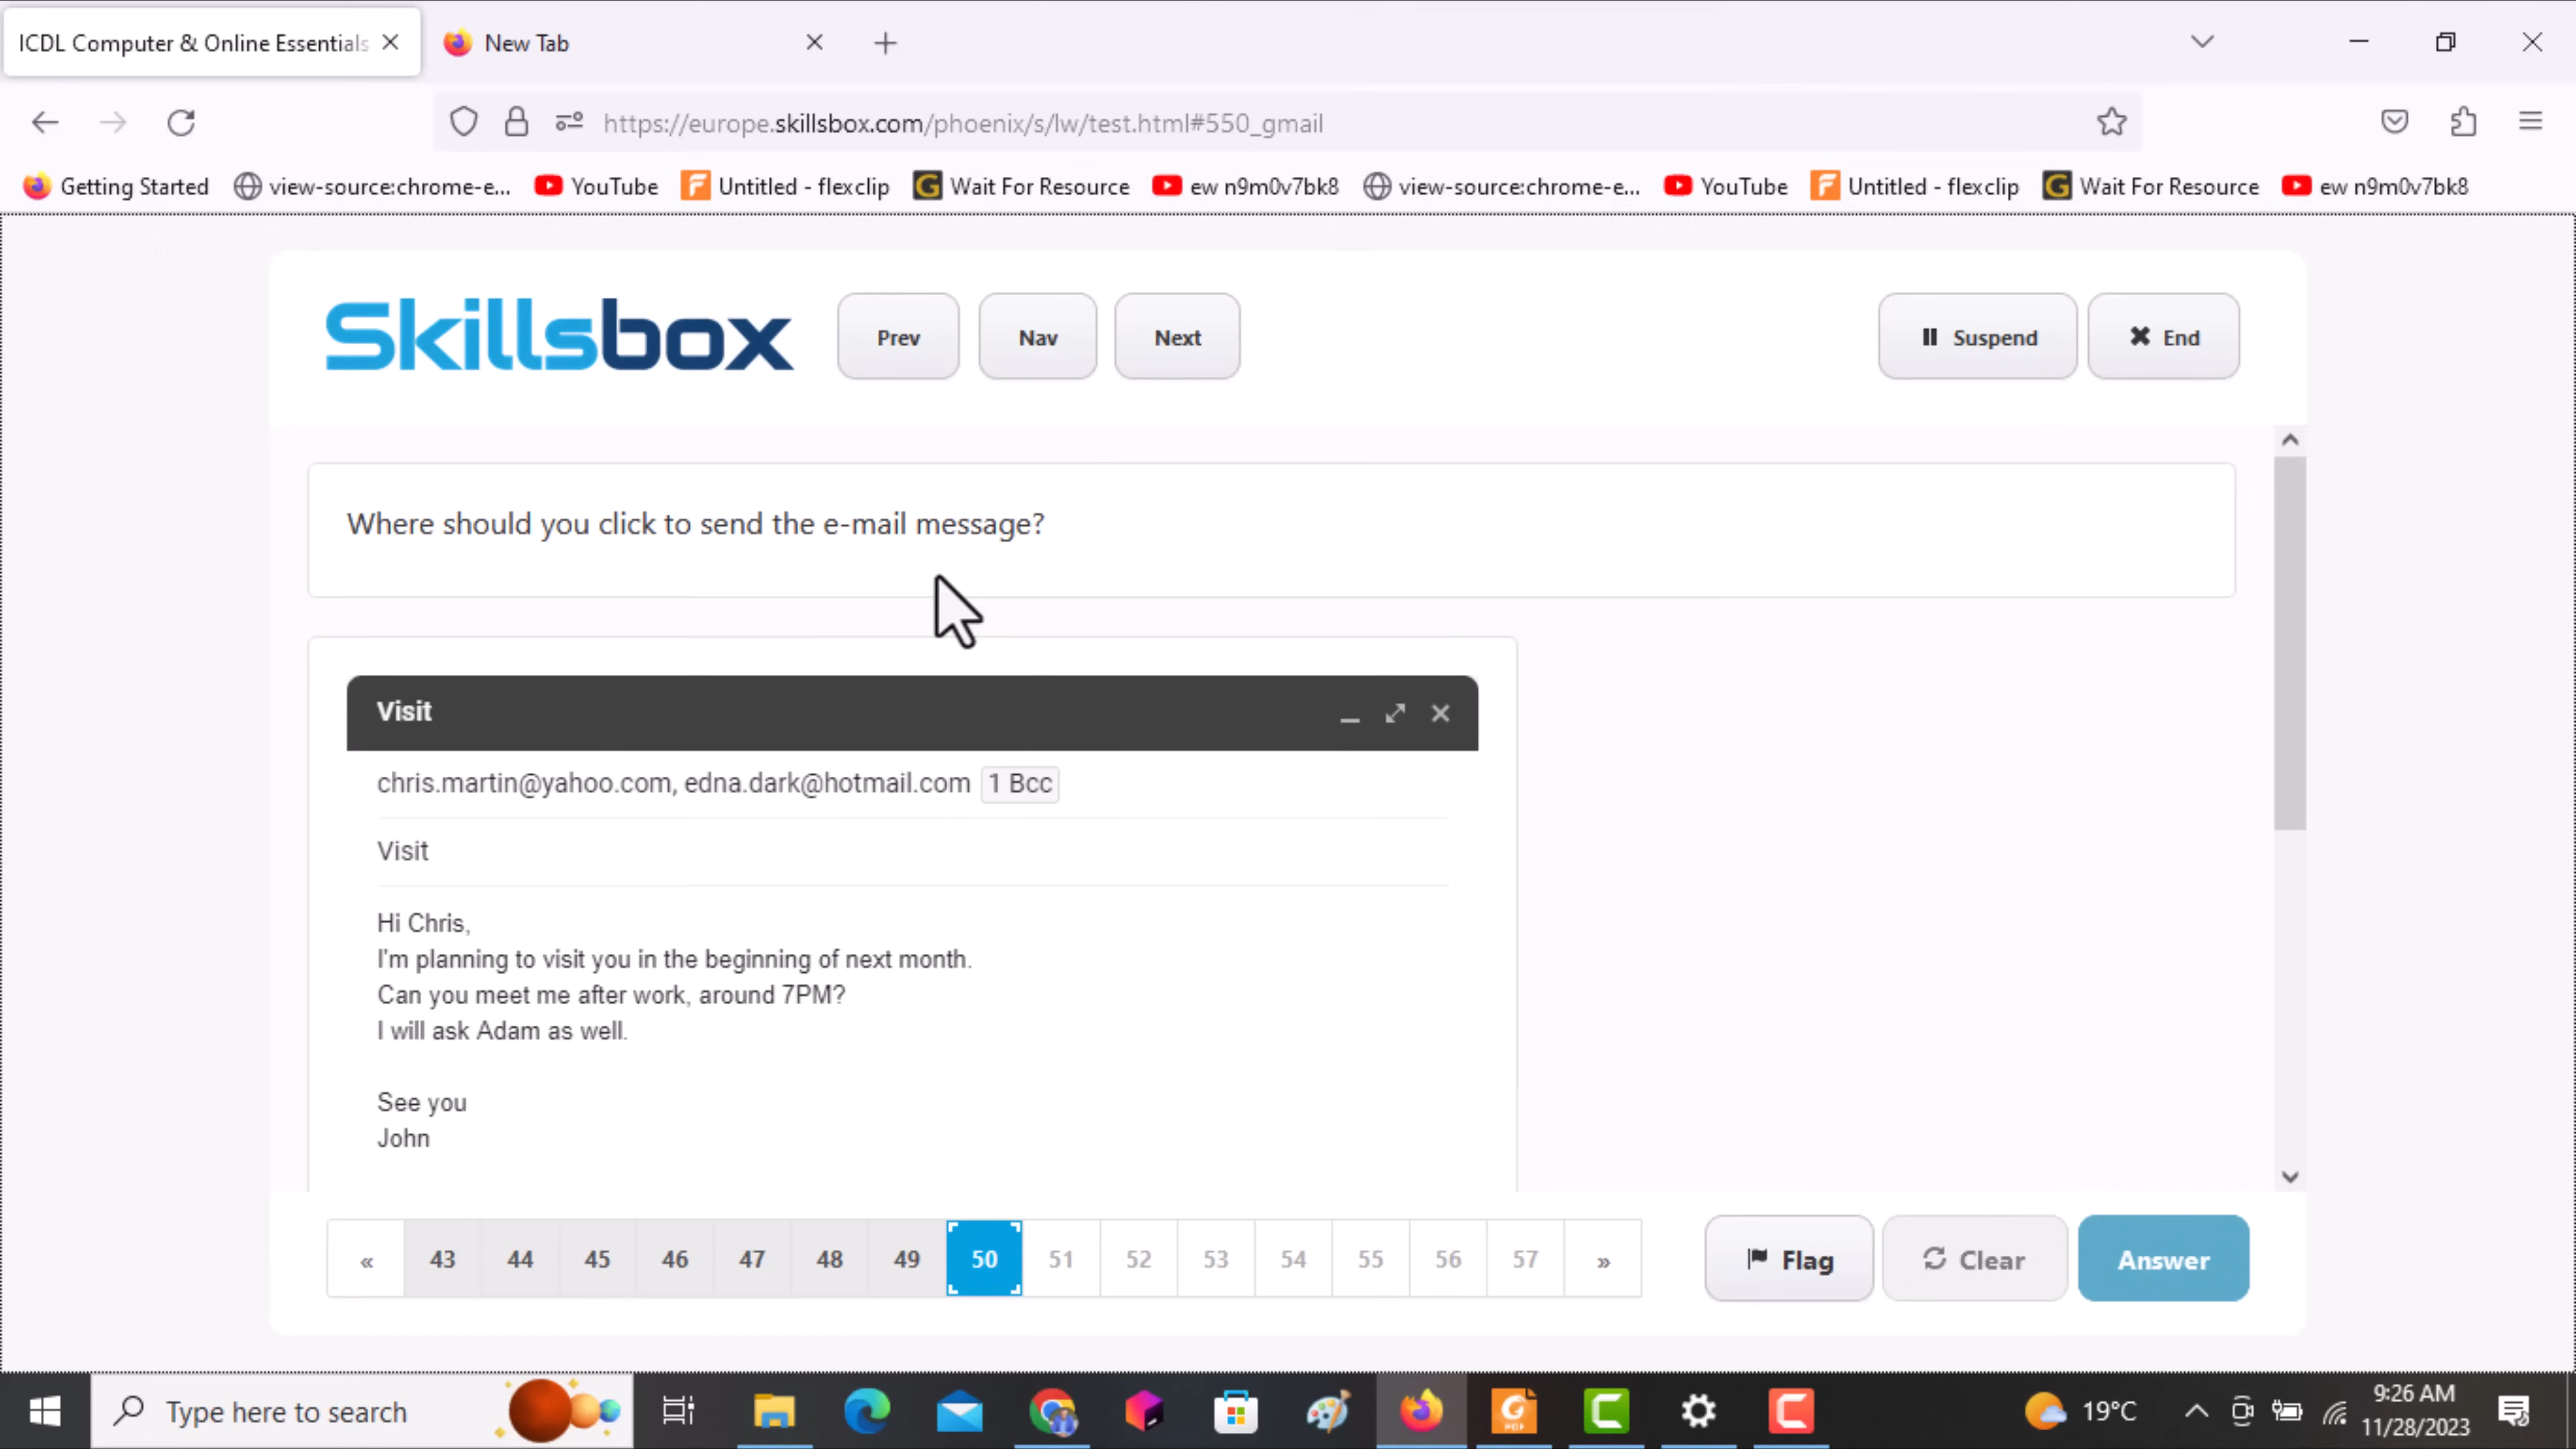 ICDL Computer & Online Essentials
New Tab
https://europe.skillsbox.com/phoenix/s/lw/test.html#550_gmail
Getting Started view-source:chrome-e... YouTube Untitled - flexclip Wait For Resource ew n9m0v7bk8 view-source:chrome-e... YouTube Untitled - flexclip Wait For Resource ew n9m0v7bk8
Skillsbox Prev Nav Next Suspend End
Where should you click to send the e-mail message?
Visit
chris.martin@yahoo.com, edna.dark@hotmail.com 1 Bcc
Visit
Hi Chris,
I'm planning to visit you in the beginning of next month.
Can you meet me after work, around 7PM?
I will ask Adam as well.
See you
John
« 43 44 45 46 47 48 49 50 51 52 53 54 55 56 57 » Flag Clear Answer
Type here to search
19°C
9:26 AM
11/28/2023